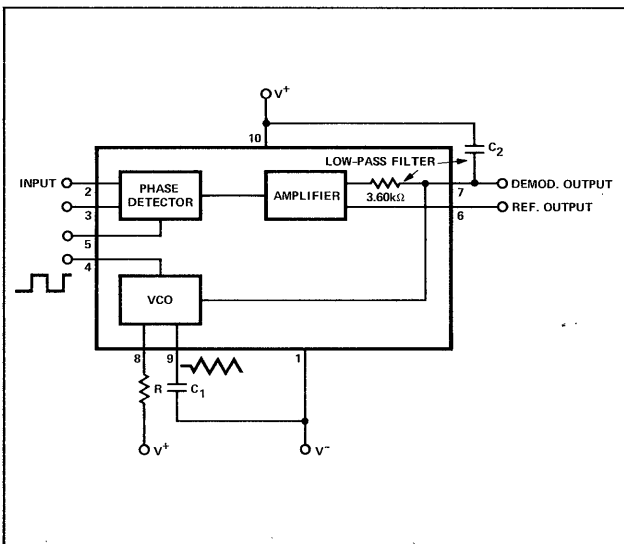 V+
10
C2
LOW-PASS FILTER
INPUT
2
PHASE DETECTOR
AMPLIFIER
3.60kΩ
7
DEMOD. OUTPUT
3
6
REF. OUTPUT
5
4
VCO
8
9
1
R
C1
V+
V-